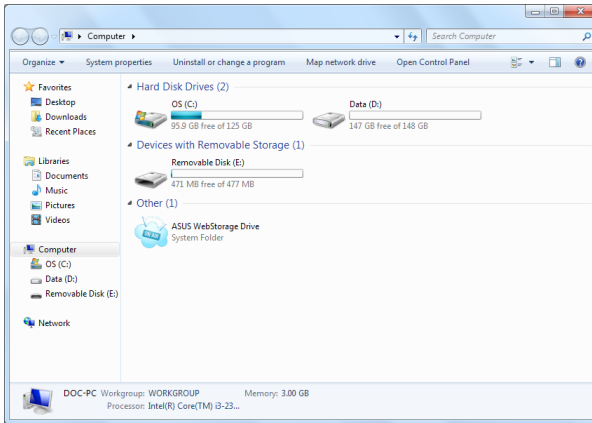 Computer
Search Computer
Organize
System properties
Uninstall or change a program
Map network drive
Open Control Panel
Favorites
Desktop
Downloads
Recent Places
Libraries
Documents
Music
Pictures
Videos
Computer
OS (C:)
Data (D:)
Removable Disk (E:)
Network
Hard Disk Drives (2)
OS (C:)
95.9 GB free of 125 GB
Data (D:)
147 GB free of 148 GB
Devices with Removable Storage (1)
Removable Disk (E:)
471 MB free of 477 MB
Other (1)
ASUS WebStorage Drive
System Folder
DOC-PC Workgroup: WORKGROUP Memory: 3.00 GB
Processor: Intel(R) Core(TM) i3-23...